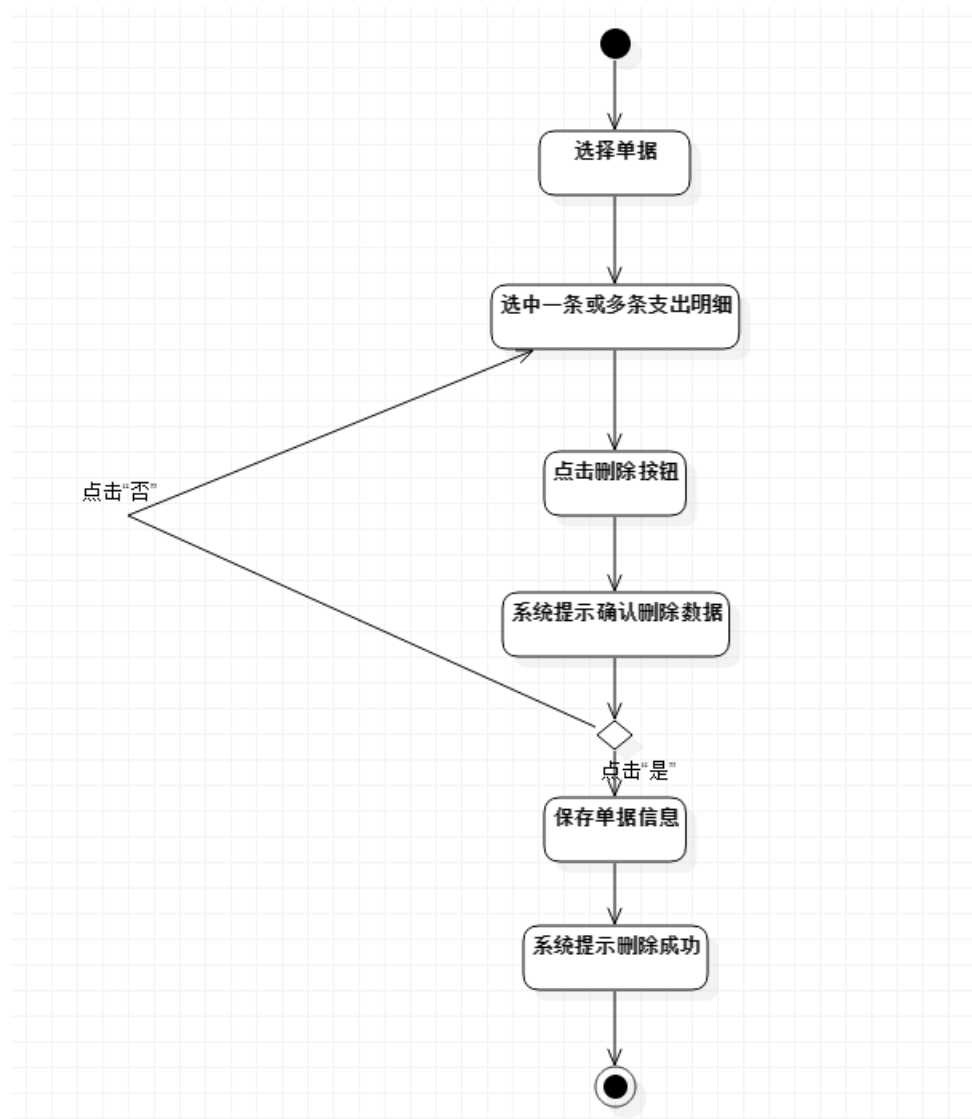 选择单据
选中一条或多条支出明细
点击删除按钮
点击“否”
系统提示确认删除数据
点击“是”
保存单据信息
系统提示删除成功